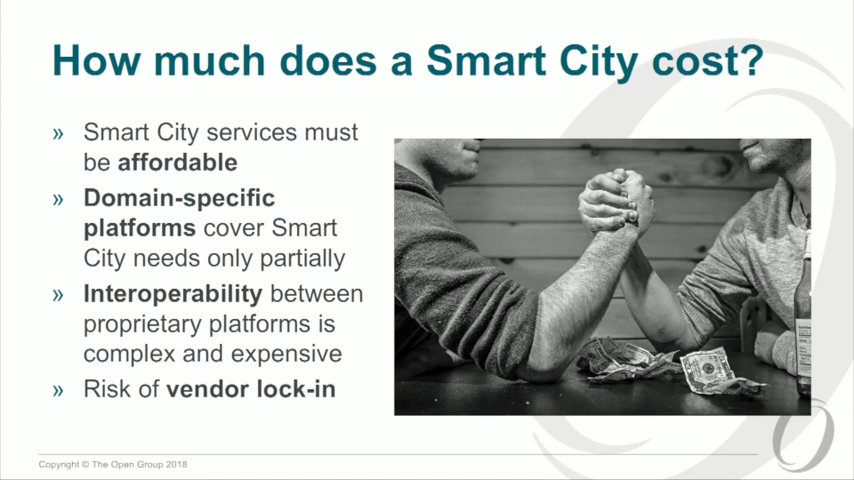 How much does a Smart City cost?
» Smart City services must
be affordable
» Domain-specific
platforms cover Smart
City needs only partially
» Interoperability between
proprietary platforms is
complex and expensive
» Risk of vendor lock-in
Copyright © The Open Group 2018